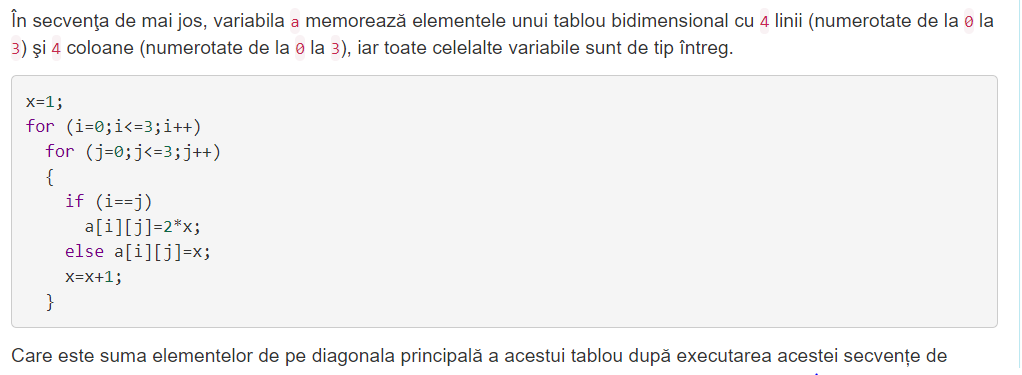 În secvenţa de mai jos, variabila a memorează elementele unui tablou bidimensional cu 4 linii (numerotate de la 0 la
3) şi 4 coloane (numerotate de la 0 la 3), iar toate celelalte variabile sunt de tip întreg.
x=1;
for (i=0;i<=3;i++)
for (j=0;j<=3;j++)
{
if (i==j)
a[i][j]=2*x;
else a[i][j]=x;
x=x+1;
}
Care este suma elementelor de pe diagonala principală a acestui tablou după executarea acestei secvențe de